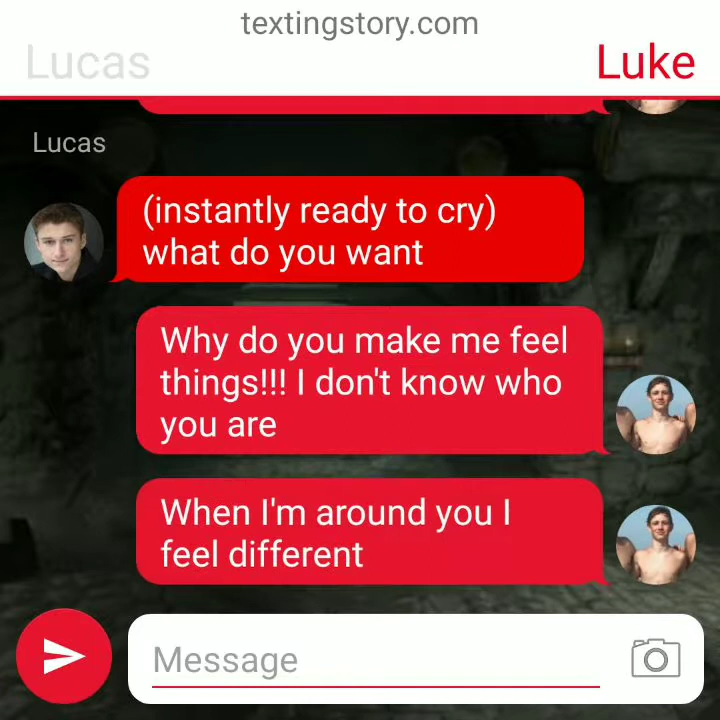 textingstory.com
Lucas
Luke
Lucas
(instantly ready to cry)
what do you want
Why do you make me feel
things!!! I don't know who
you are
When I'm around you I
feel different
Message